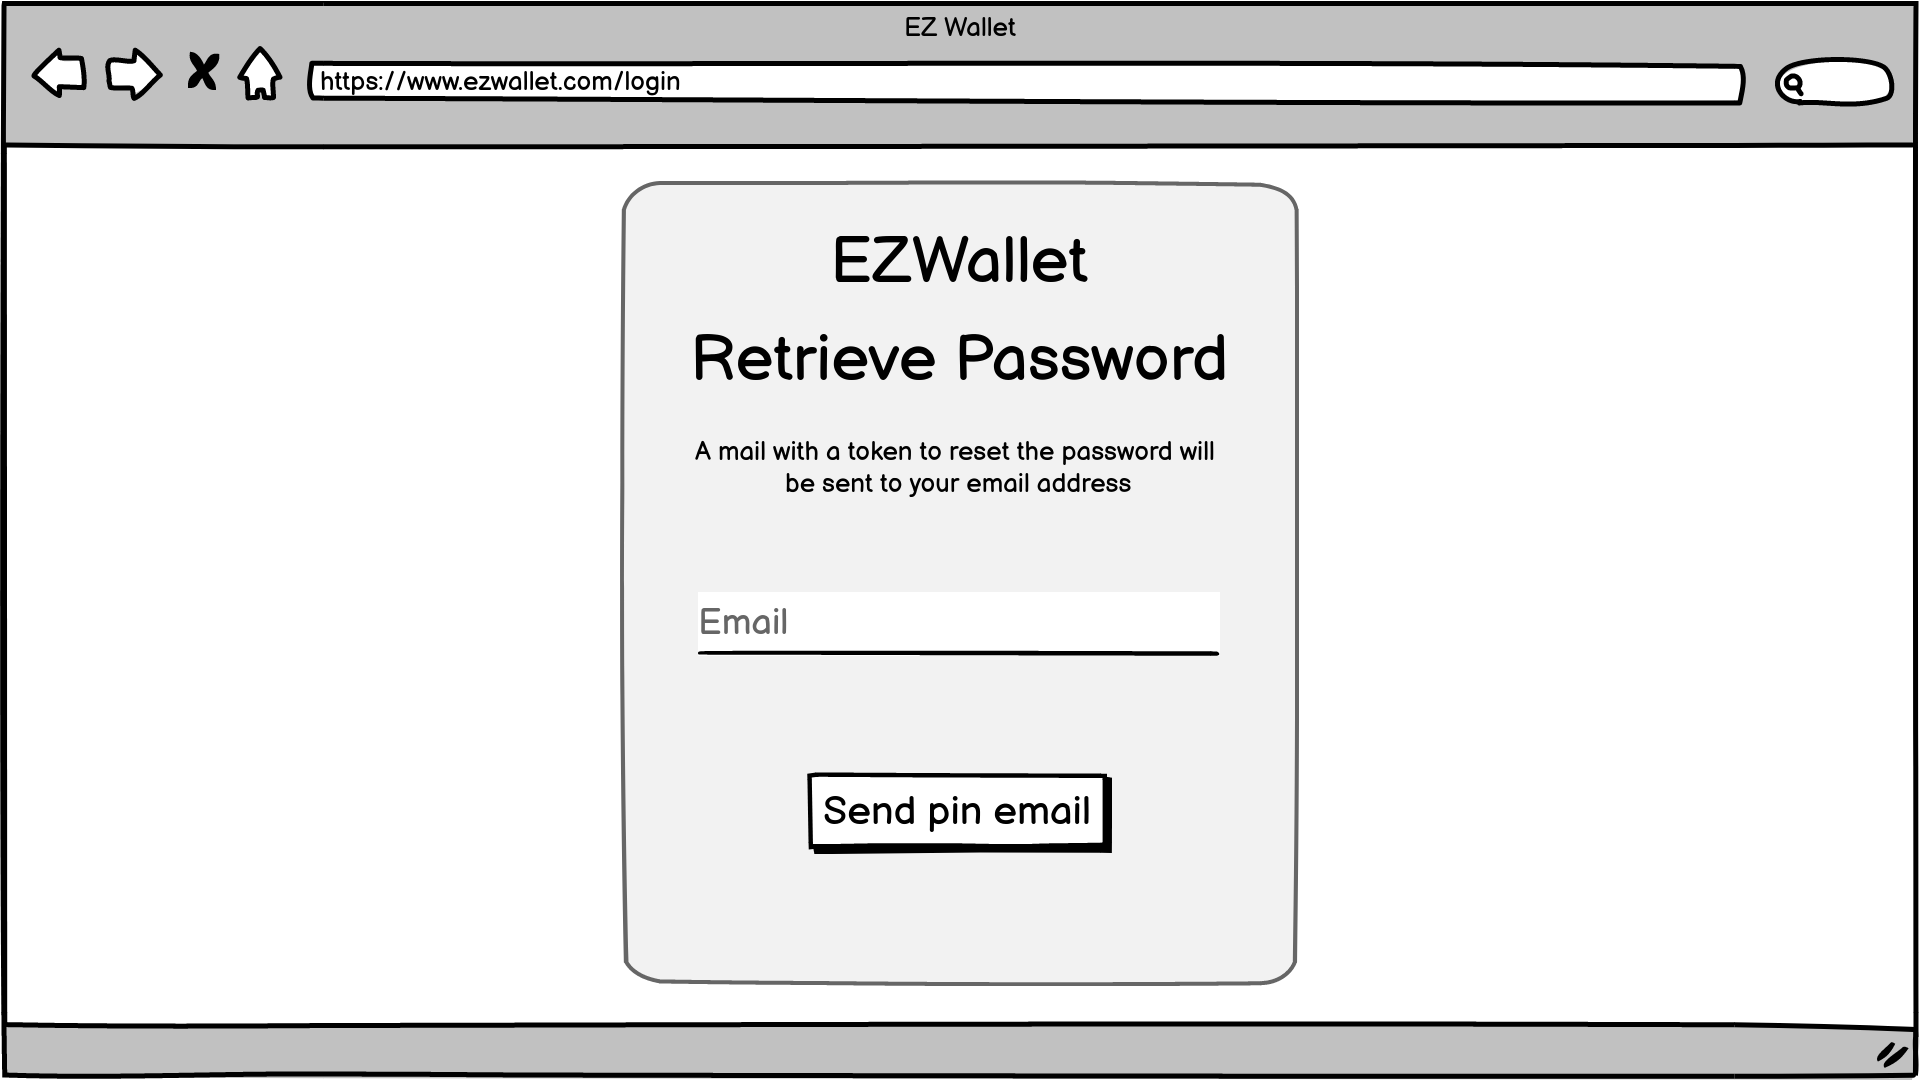 EZ Wallet
https://www.ezwallet.com/login
EZWallet
Retrieve Password
A mail with a token to reset the password will
be sent to your email address
Email
Send pin email